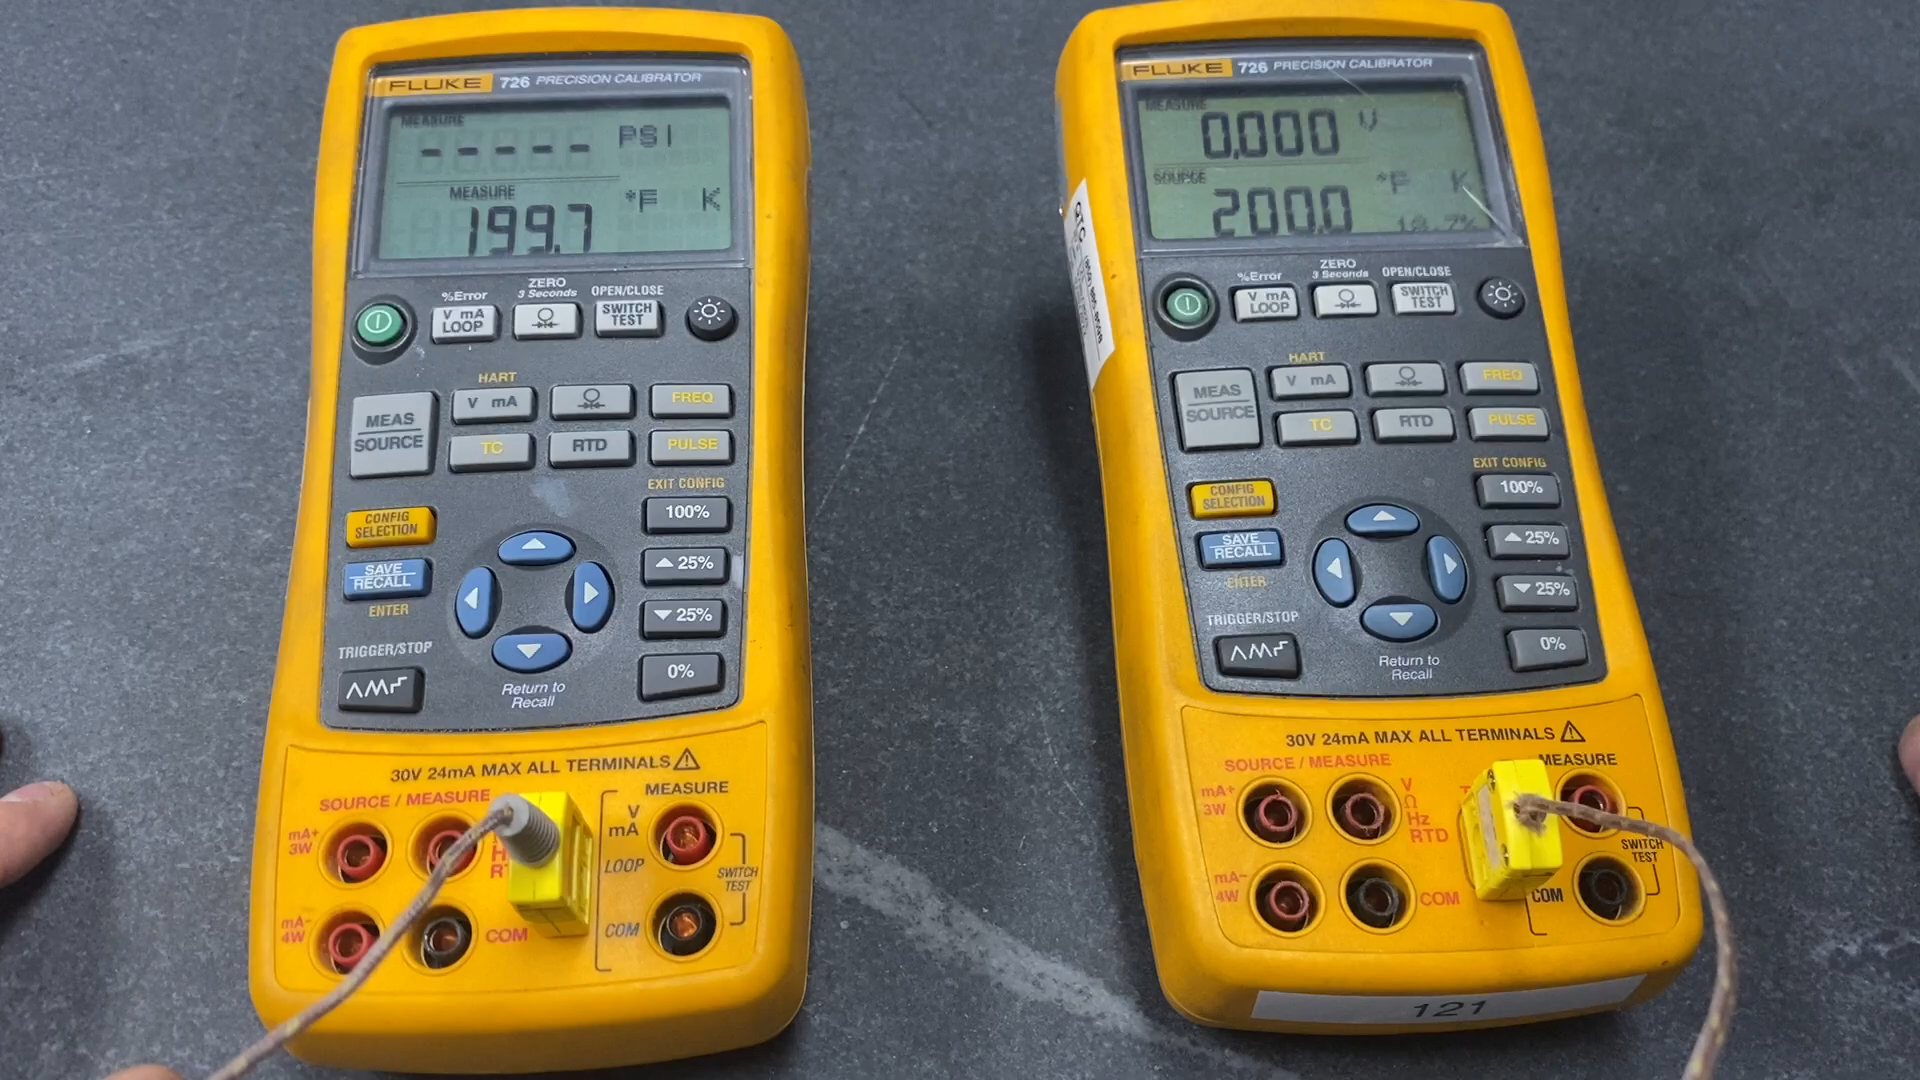 FLUKE 726 PRECISION CALIBRATOR
MEASURE
----- PSI
MEASURE
199.7 °F K
%Error
ZERO
3 Seconds
OPEN/CLOSE
V mA
LOOP
SWITCH
TEST
HART
MEAS
SOURCE
V mA
FREQ
TC
RTD
PULSE
EXIT CONFIG
100%
CONFIG
SELECTION
25%
SAVE
RECALL
ENTER
25%
TRIGGER/STOP
0%
Return to
Recall
30V 24mA MAX ALL TERMINALS
SOURCE / MEASURE
MEASURE
mA+
3W
V
mA
LOOP
SWITCH
TEST
mA-
4W
COM
COM
FLUKE 726 PRECISION CALIBRATOR
MEASURE
0.000 V
SOURCE
200.0 °F K
QTC
%Error
ZERO
3 Seconds
OPEN/CLOSE
V mA
LOOP
SWITCH
TEST
HART
MEAS
SOURCE
V mA
FREQ
TC
RTD
PULSE
EXIT CONFIG
100%
CONFIG
SELECTION
25%
SAVE
RECALL
ENTER
25%
TRIGGER/STOP
0%
Return to
Recall
30V 24mA MAX ALL TERMINALS
SOURCE / MEASURE
MEASURE
mA+
3W
V
Ω
Hz
RTD
SWITCH
TEST
mA-
4W
COM
COM
121